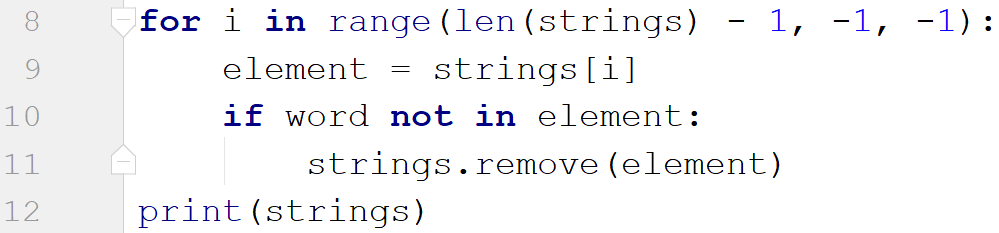 8 for i in range(len(strings) - 1, -1, -1):
9     element = strings[i]
10     if word not in element:
11         strings.remove(element)
12 print(strings)